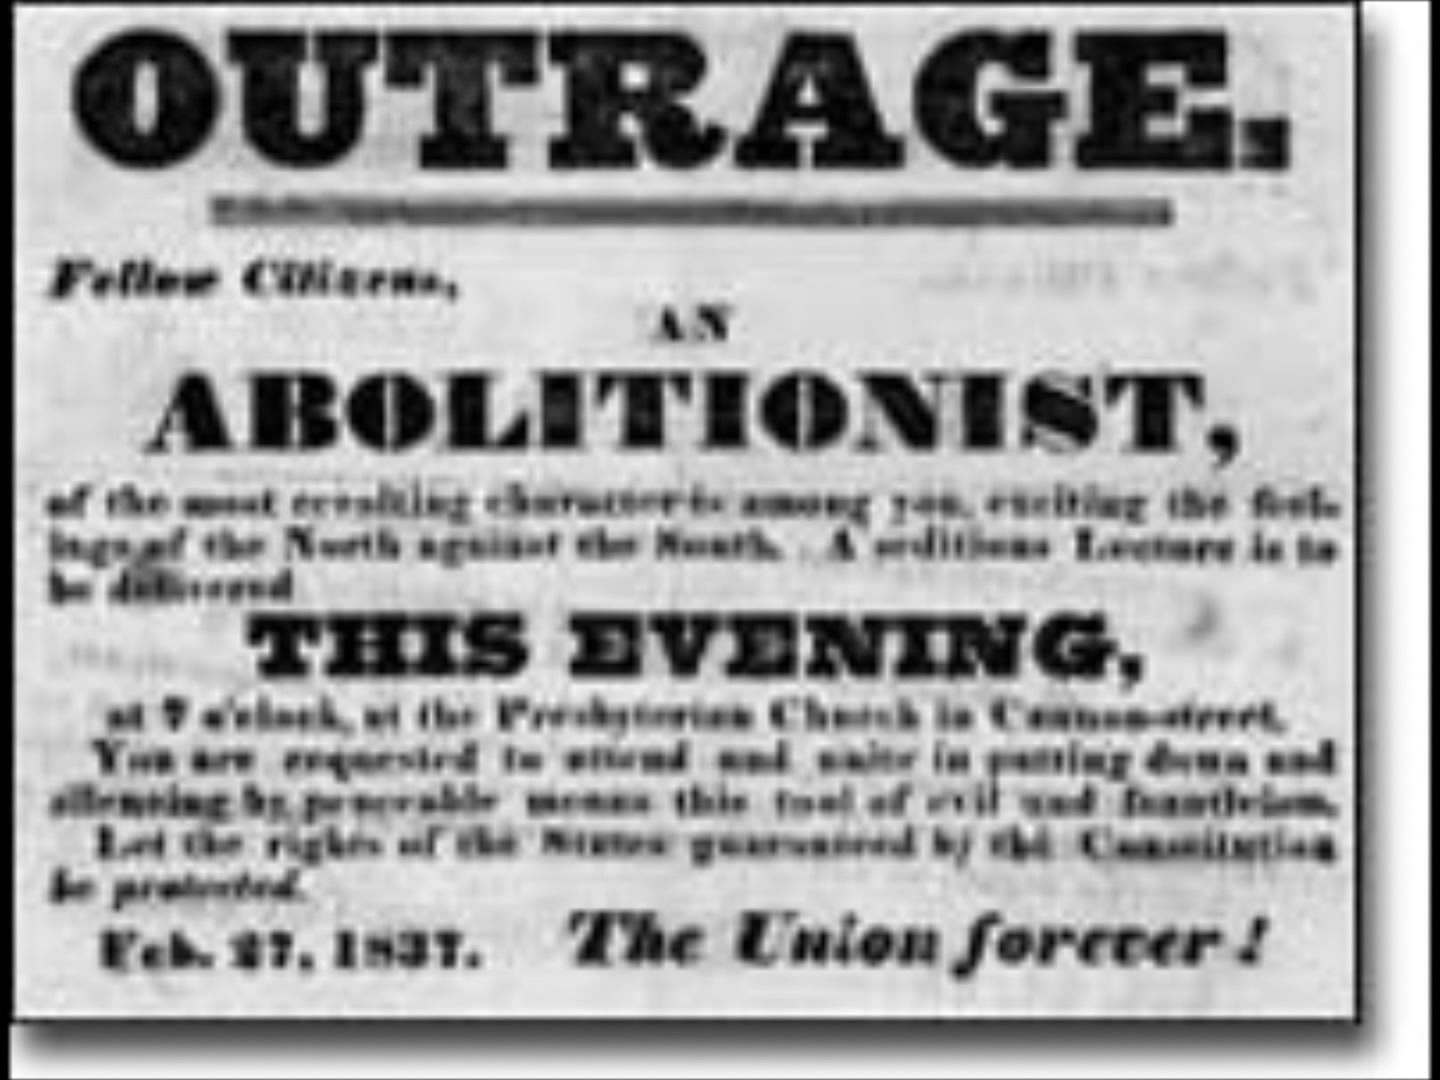 OUTRAGE.
Fellow Citizens,
AN
ABOLITIONIST,
of the most revolting character is among you, exciting the feel-
ings of the North against the South. A seditious Lecture is to
be delivered
THIS EVENING,
at 7 o'clock, at the Presbyterian Church in Cannon-street.
You are requested to attend and unite in putting down and
silencing by peaceable means this tool of evil and fanaticism.
Let the rights of the States guaranteed by the Constitution
be protected.
Feb. 27, 1837. The Union forever!